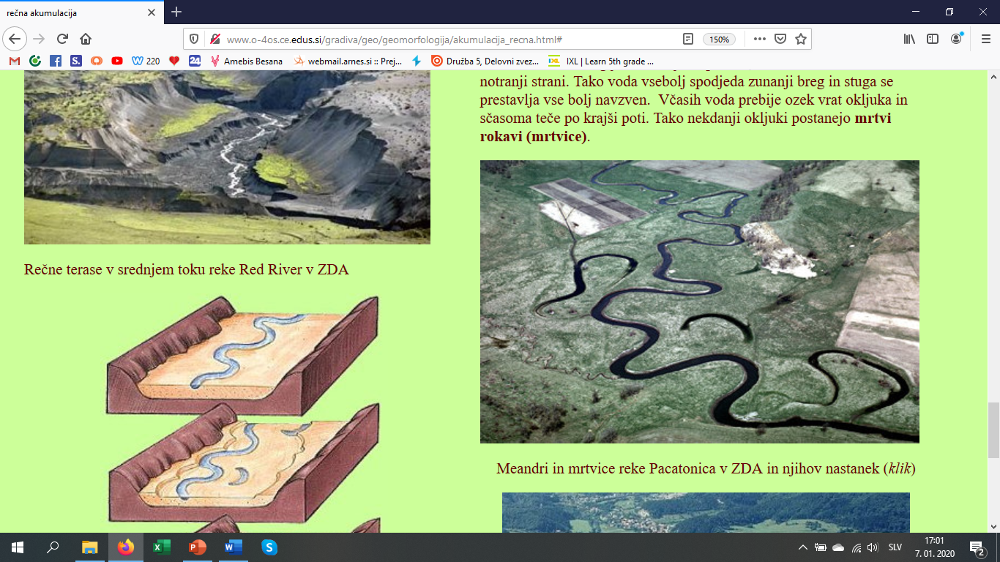 rečna akumulacija
www.o-4os.ce.edus.si/gradiva/geo/geomorfologija/akumulacija_recna.html#
150%
220
24
Amebis Besana
webmail.arnes.si :: Prej...
Družba 5, Delovni zvez...
IXL | Learn 5th grade ...
notranji strani. Tako voda vsebolj spodjeda zunanji breg in stuga se
prestavlja vse bolj navzven. Včasih voda prebije ozek vrat okljuka in
sčasoma teče po krajši poti. Tako nekdanji okljuki postanejo mrtvi
rokavi (mrtvice).
Rečne terase v srednjem toku reke Red River v ZDA
Meandri in mrtvice reke Pacatonica v ZDA in njihov nastanek (klik)
SLV
17:01
7. 01. 2020
2